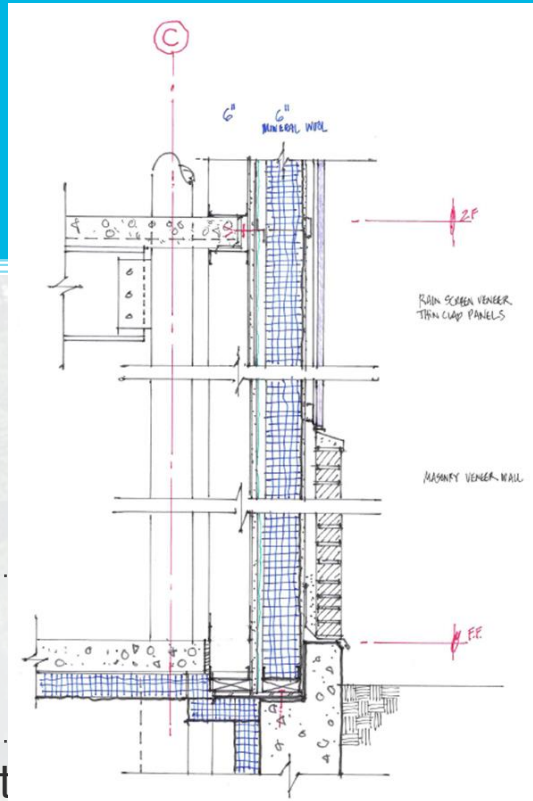 C
6" 6"
MINERAL WOOL
2F
RAIN SCREEN VENEER
THIN CLAD PANELS
MASONRY VENEER WALL
F.F.
t